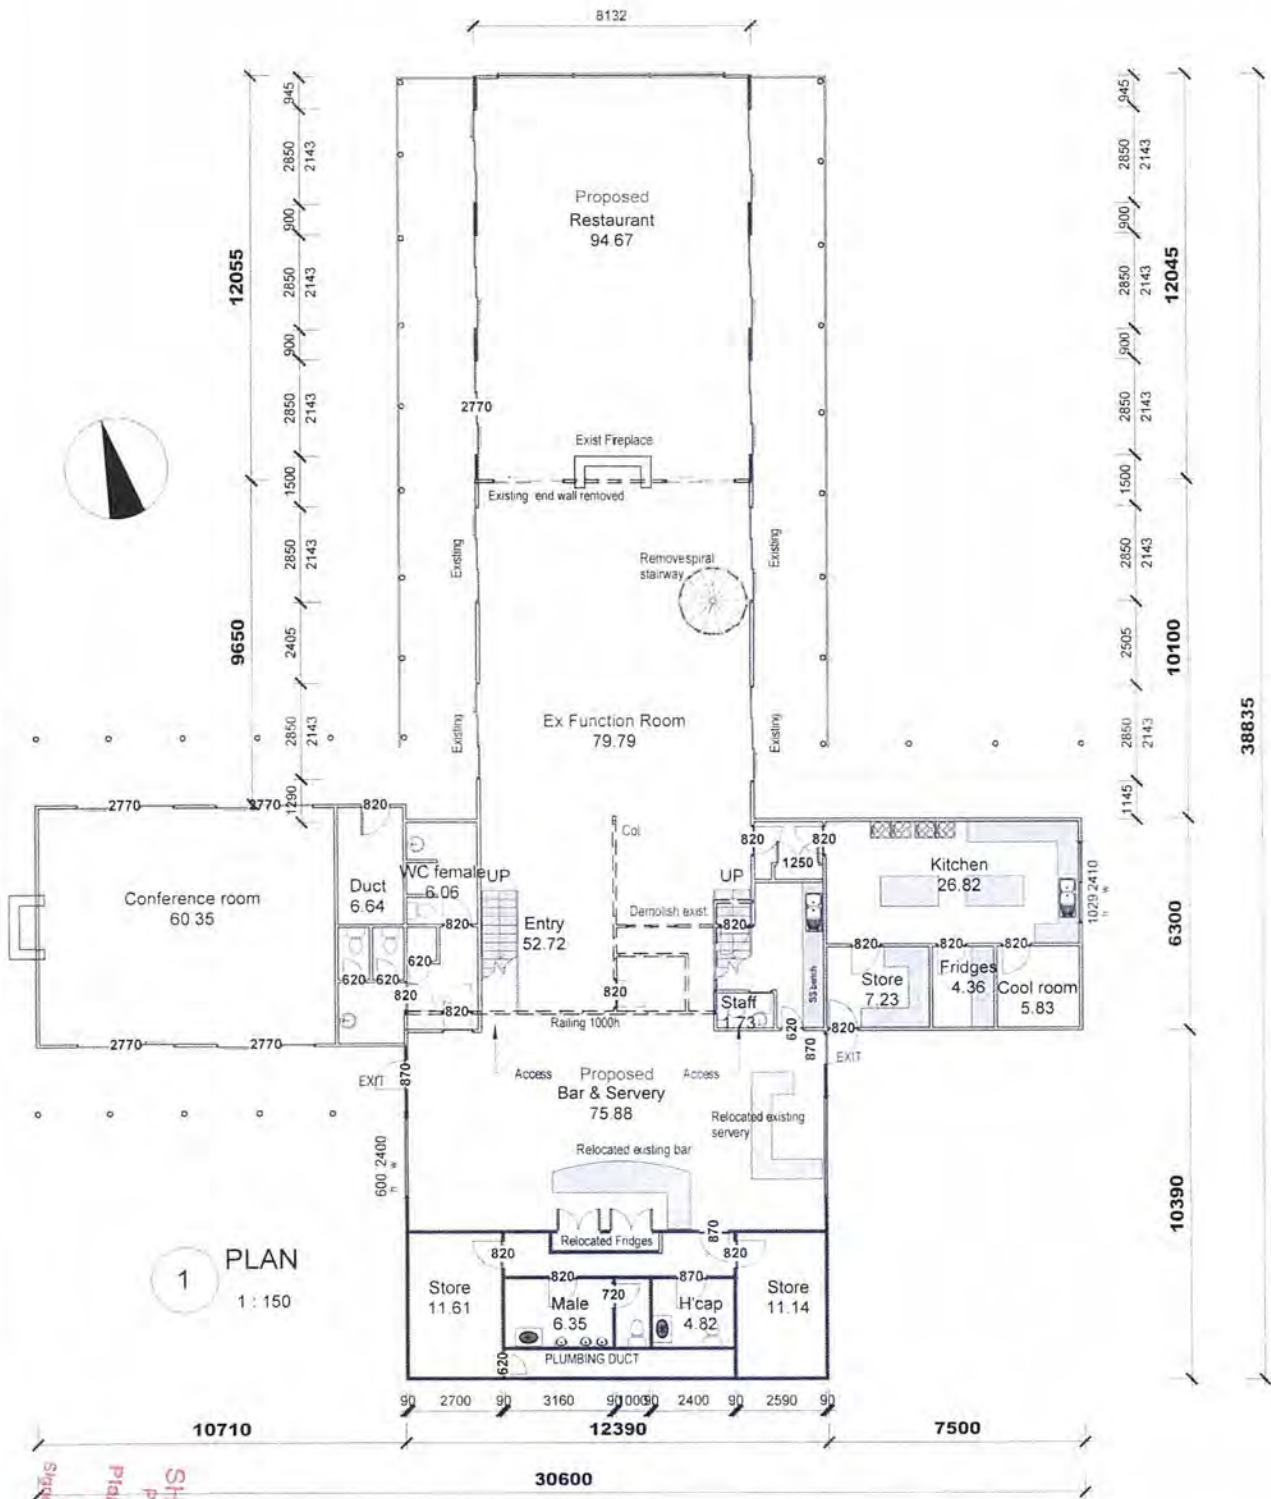 8132
945
2850
2143
900
2850
2143
900
2850
2143
1500
2850
2143
2405
2850
2143
1290
12055
9650
945
2850
2143
900
2850
2143
900
2850
2143
1500
2850
2143
2505
2850
2143
1145
12045
10100
6300
10390
38835
Proposed
Restaurant
94.67
2770
Exist Fireplace
Existing end wall removed
Existing
Existing
Remove spiral
stairway
Ex Function Room
79.79
Existing
Existing
2770
2770
820
Col
820
820
1250
Kitchen
26.82
1029 2410
h w
Conference room
60.35
Duct
6.64
WC female
6.06
UP
UP
820
Entry
52.72
Demolish exist.
820
620
620
620
820
820
820
SS bench
820
820
820
Store
7.23
Fridges
4.36
Cool room
5.83
Staff
1.73
620
820
Railing 1000h
2770
2770
EXIT
870
870
EXIT
Access
Proposed
Access
Bar & Servery
75.88
Relocated existing
servery
Relocated existing bar
600 2400
h w
Relocated Fridges
870
820
820
1
PLAN
1 : 150
Store
11.61
820
720
870
Male
6.35
H'cap
4.82
Store
11.14
620
PLUMBING DUCT
90 2700 90 3160 90 1000 90 2400 90 2590 90
10710
12390
7500
30600